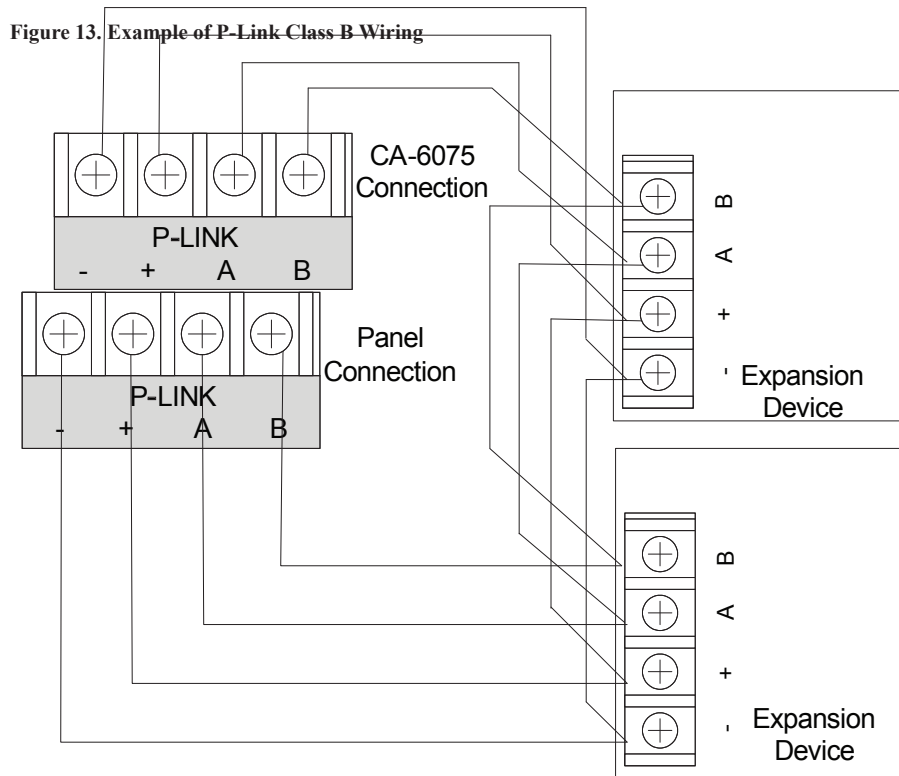 Figure 13. Example of P-Link Class B Wiring
CA-6075
Connection
P-LINK
- + A B
Panel
Connection
P-LINK
- + A B
B
A
+
-
Expansion
Device
B
A
+
-
Expansion
Device